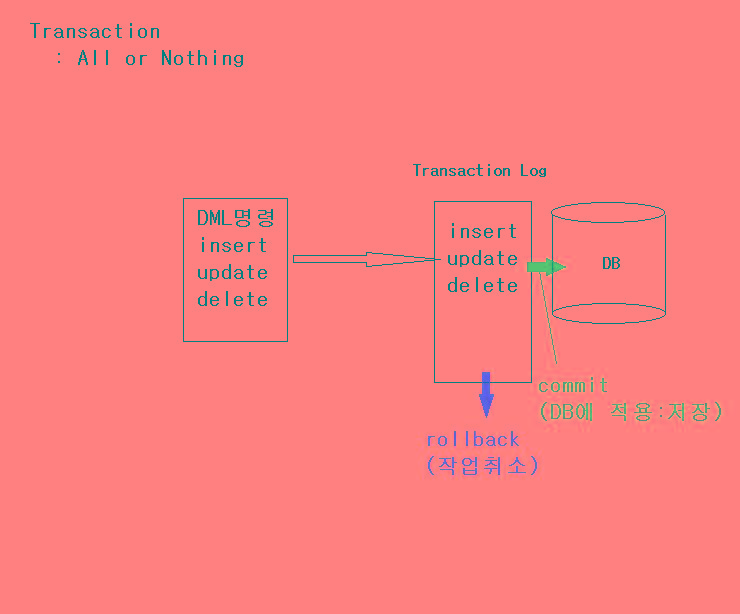 Transaction
: All or Nothing
Transaction Log
DML명령
insert
update
delete
insert
update
delete
DB
commit
(DB에 적용:저장)
rollback
(작업취소)